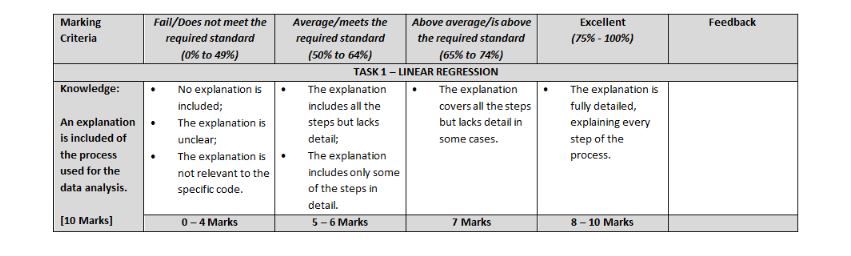 Marking Criteria
Fail/Does not meet the required standard (0% to 49%)
Average/meets the required standard (50% to 64%)
Above average/is above the required standard (65% to 74%)
Excellent (75% - 100%)
Feedback
TASK 1 – LINEAR REGRESSION
Knowledge:
An explanation
is included of
the process
used for the
data analysis.
[10 Marks]
• No explanation is
included;
• The explanation is
unclear;
• The explanation is
not relevant to the
specific code.
• The explanation
includes all the
steps but lacks
detail;
• The explanation
includes only some
of the steps in
detail.
• The explanation
covers all the steps
but lacks detail in
some cases.
• The explanation is
fully detailed,
explaining every
step of the
process.
0 – 4 Marks
5 – 6 Marks
7 Marks
8 – 10 Marks